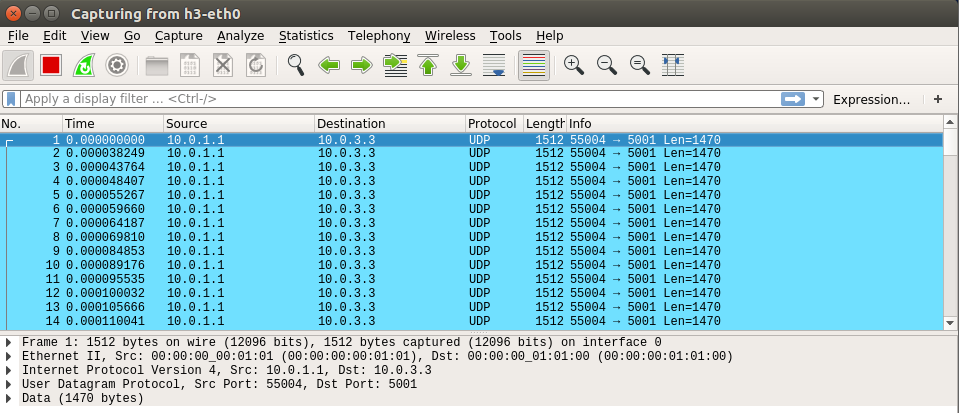 Capturing from h3-eth0
File Edit View Go Capture Analyze Statistics Telephony Wireless Tools Help
Apply a display filter ... <Ctrl-/> Expression... +
No. Time Source Destination Protocol Length Info
1 0.000000000 10.0.1.1 10.0.3.3 UDP 1512 55004 → 5001 Len=1470
2 0.000038249 10.0.1.1 10.0.3.3 UDP 1512 55004 → 5001 Len=1470
3 0.000043764 10.0.1.1 10.0.3.3 UDP 1512 55004 → 5001 Len=1470
4 0.000048407 10.0.1.1 10.0.3.3 UDP 1512 55004 → 5001 Len=1470
5 0.000055267 10.0.1.1 10.0.3.3 UDP 1512 55004 → 5001 Len=1470
6 0.000059660 10.0.1.1 10.0.3.3 UDP 1512 55004 → 5001 Len=1470
7 0.000064187 10.0.1.1 10.0.3.3 UDP 1512 55004 → 5001 Len=1470
8 0.000069810 10.0.1.1 10.0.3.3 UDP 1512 55004 → 5001 Len=1470
9 0.000084853 10.0.1.1 10.0.3.3 UDP 1512 55004 → 5001 Len=1470
10 0.000089176 10.0.1.1 10.0.3.3 UDP 1512 55004 → 5001 Len=1470
11 0.000095535 10.0.1.1 10.0.3.3 UDP 1512 55004 → 5001 Len=1470
12 0.000100032 10.0.1.1 10.0.3.3 UDP 1512 55004 → 5001 Len=1470
13 0.000105666 10.0.1.1 10.0.3.3 UDP 1512 55004 → 5001 Len=1470
14 0.000110041 10.0.1.1 10.0.3.3 UDP 1512 55004 → 5001 Len=1470
Frame 1: 1512 bytes on wire (12096 bits), 1512 bytes captured (12096 bits) on interface 0
Ethernet II, Src: 00:00:00_00:01:01 (00:00:00:00:01:01), Dst: 00:00:00_01:01:00 (00:00:00:01:01:00)
Internet Protocol Version 4, Src: 10.0.1.1, Dst: 10.0.3.3
User Datagram Protocol, Src Port: 55004, Dst Port: 5001
Data (1470 bytes)